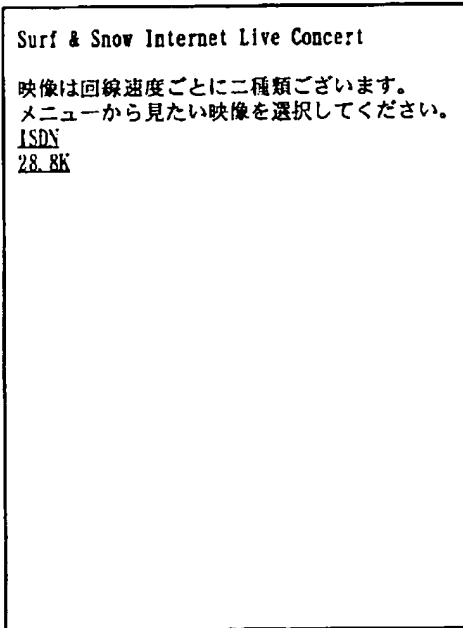 Surf & Snow Internet Live Concert
映像は回線速度ごとに二種類ございます。
メニューから見たい映像を選択してください。
ISDN
28.8K